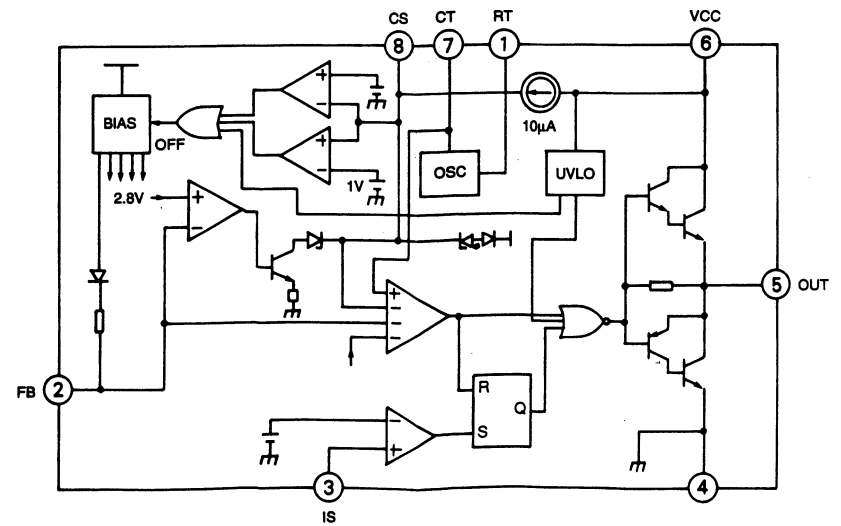 CS CT RT VCC
8 7 1 6
BIAS
OFF
10μA
OSC
UVLO
1V
2.8V
+
−
+
−
+
−
+
−
−
−
5 OUT
FB 2
R
Q
S
−
+
3
IS
4